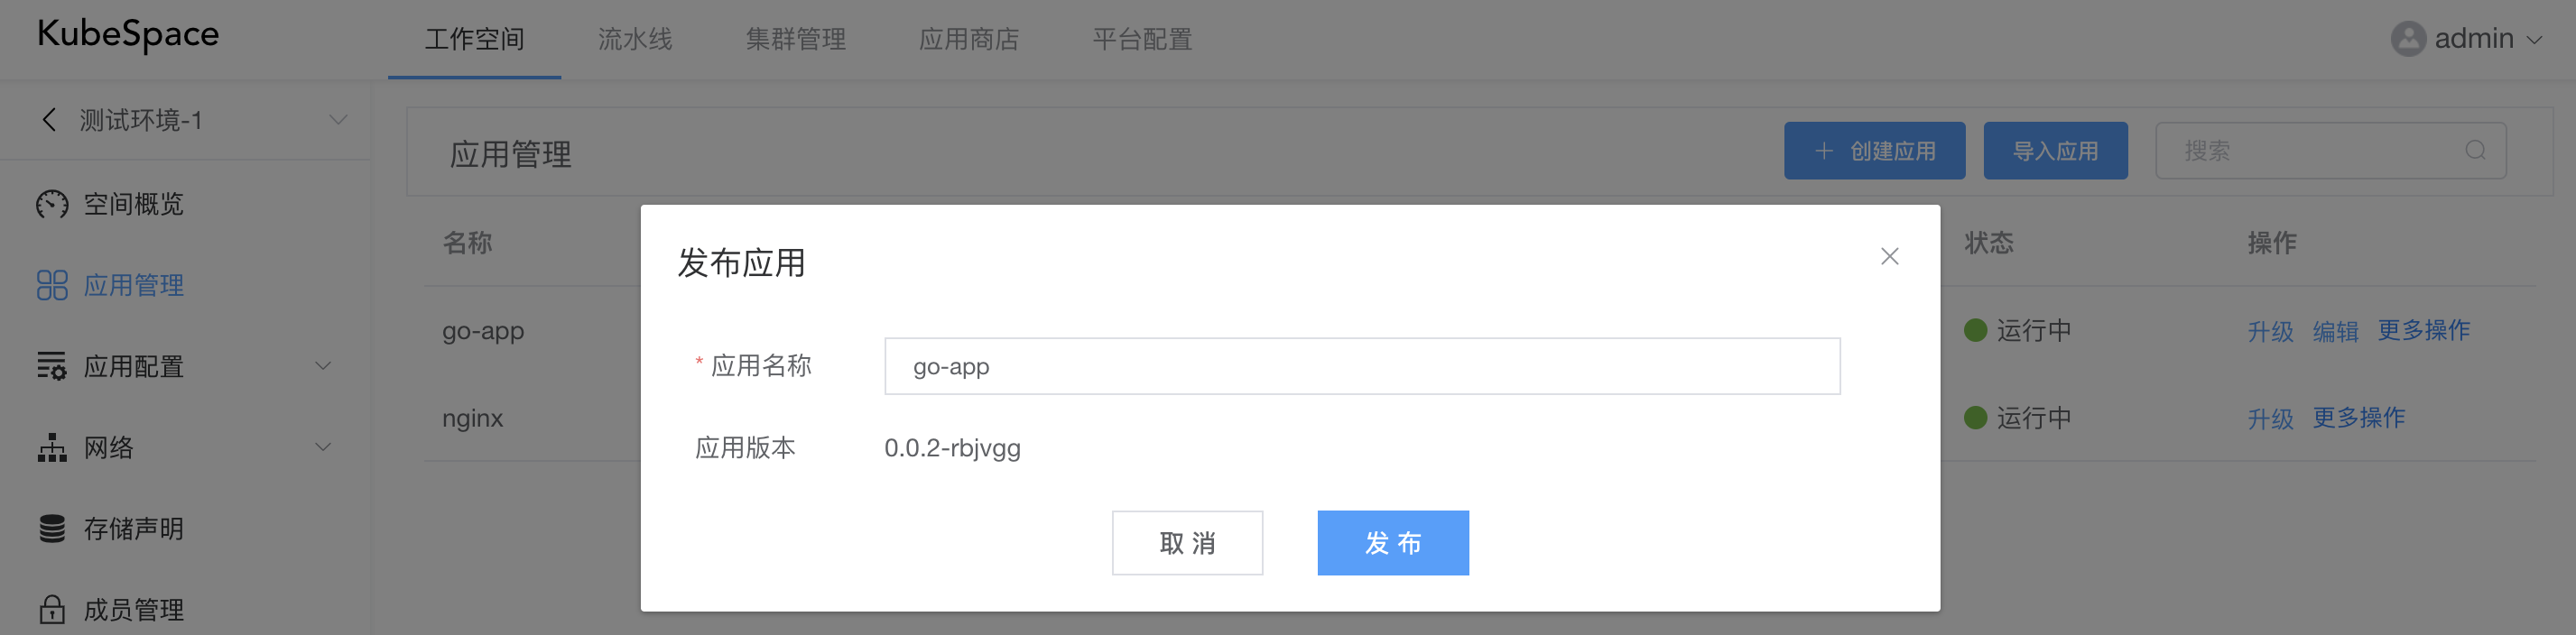 KubeSpace 工作空间 流水线 集群管理 应用商店 平台配置 admin
测试环境-1
空间概览
应用管理
应用配置
网络
存储声明
成员管理
应用管理 + 创建应用 导入应用 搜索
名称 状态 操作
go-app 运行中 升级 编辑 更多操作
nginx 运行中 升级 更多操作
发布应用
* 应用名称 go-app
应用版本 0.0.2-rbjvgg
取消 发布